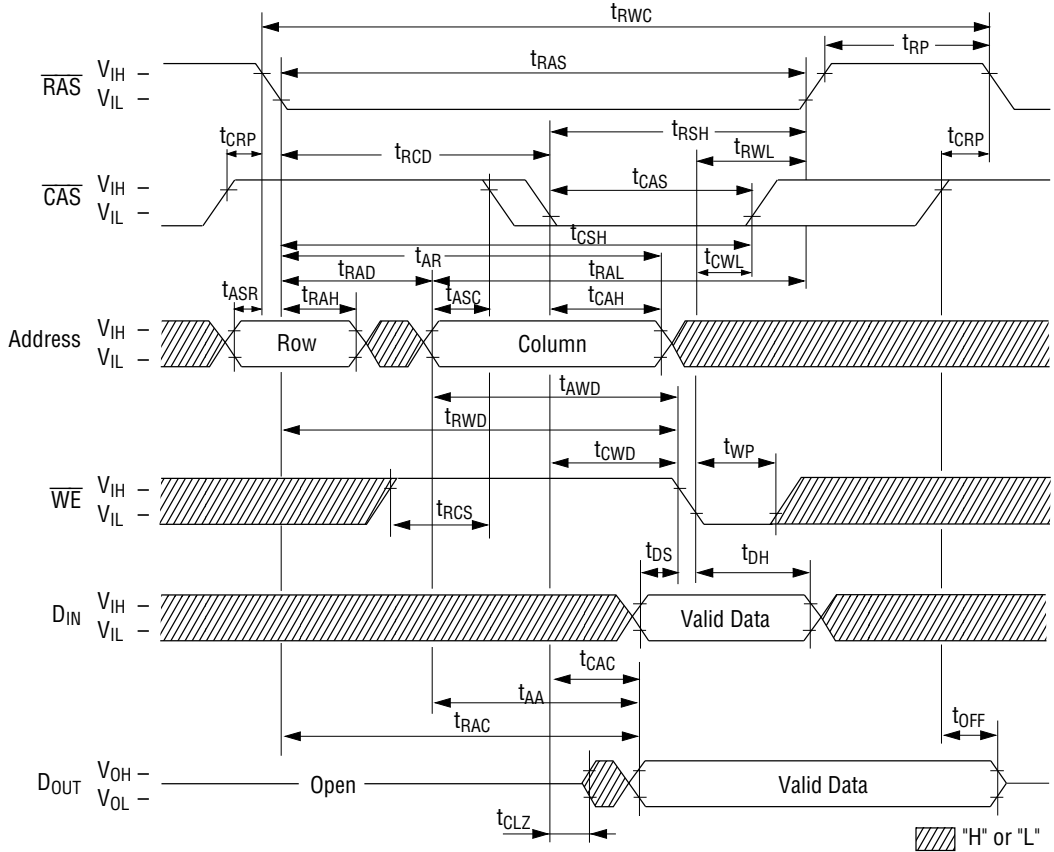 tRWC
tRP
tRAS
RAS VIH
VIL
tRSH
tCRP
tRCD
tRWL
tCRP
CAS VIH
VIL
tCAS
tCSH
tAR
tCWL
tRAD
tRAL
tASR
tRAH
tASC
tCAH
Address VIH
VIL
Row
Column
tAWD
tRWD
tCWD
tWP
WE VIH
VIL
tRCS
tDS
tDH
DIN VIH
VIL
Valid Data
tCAC
tAA
tRAC
tOFF
DOUT VOH
VOL
Open
Valid Data
tCLZ
"H" or "L"